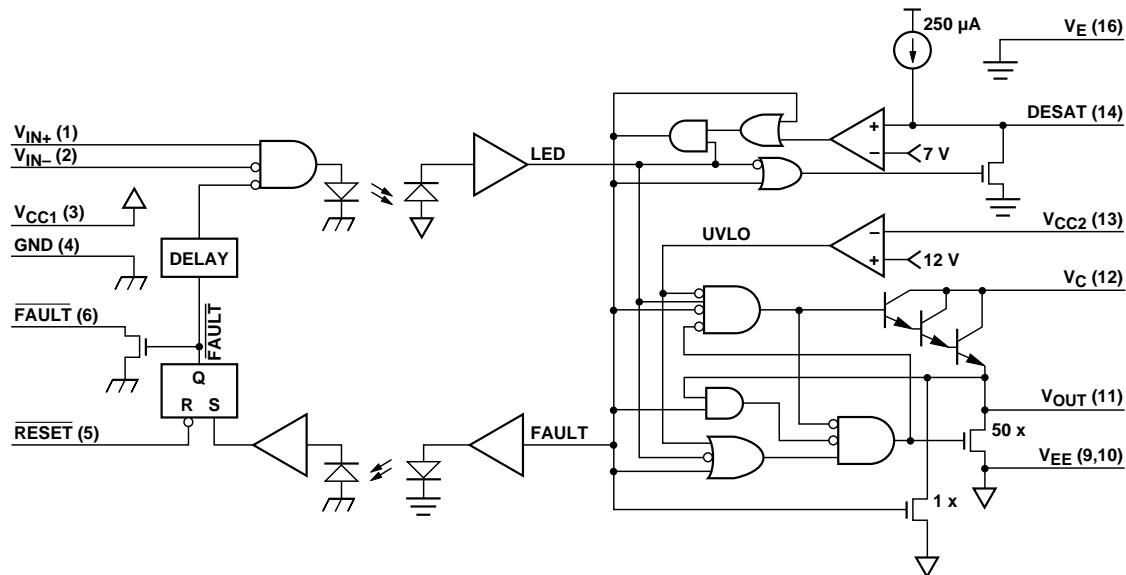 250 µA
VE (16)
VIN+ (1)
VIN– (2)
DESAT (14)
LED
+
–
7 V
VCC1 (3)
GND (4)
DELAY
UVLO
–
+
12 V
VCC2 (13)
VC (12)
FAULT (6)
FAULT
Q
R S
RESET (5)
FAULT
VOUT (11)
50 x
VEE (9,10)
1 x